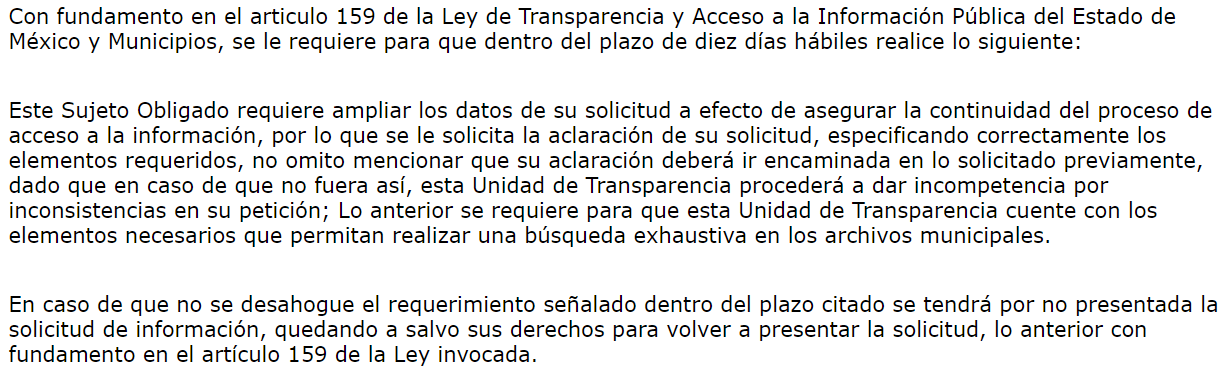 Con fundamento en el articulo 159 de la Ley de Transparencia y Acceso a la Información Pública del Estado de
México y Municipios, se le requiere para que dentro del plazo de diez días hábiles realice lo siguiente:
Este Sujeto Obligado requiere ampliar los datos de su solicitud a efecto de asegurar la continuidad del proceso de
acceso a la información, por lo que se le solicita la aclaración de su solicitud, especificando correctamente los
elementos requeridos, no omito mencionar que su aclaración deberá ir encaminada en lo solicitado previamente,
dado que en caso de que no fuera así, esta Unidad de Transparencia procederá a dar incompetencia por
inconsistencias en su petición; Lo anterior se requiere para que esta Unidad de Transparencia cuente con los
elementos necesarios que permitan realizar una búsqueda exhaustiva en los archivos municipales.
En caso de que no se desahogue el requerimiento señalado dentro del plazo citado se tendrá por no presentada la
solicitud de información, quedando a salvo sus derechos para volver a presentar la solicitud, lo anterior con
fundamento en el artículo 159 de la Ley invocada.